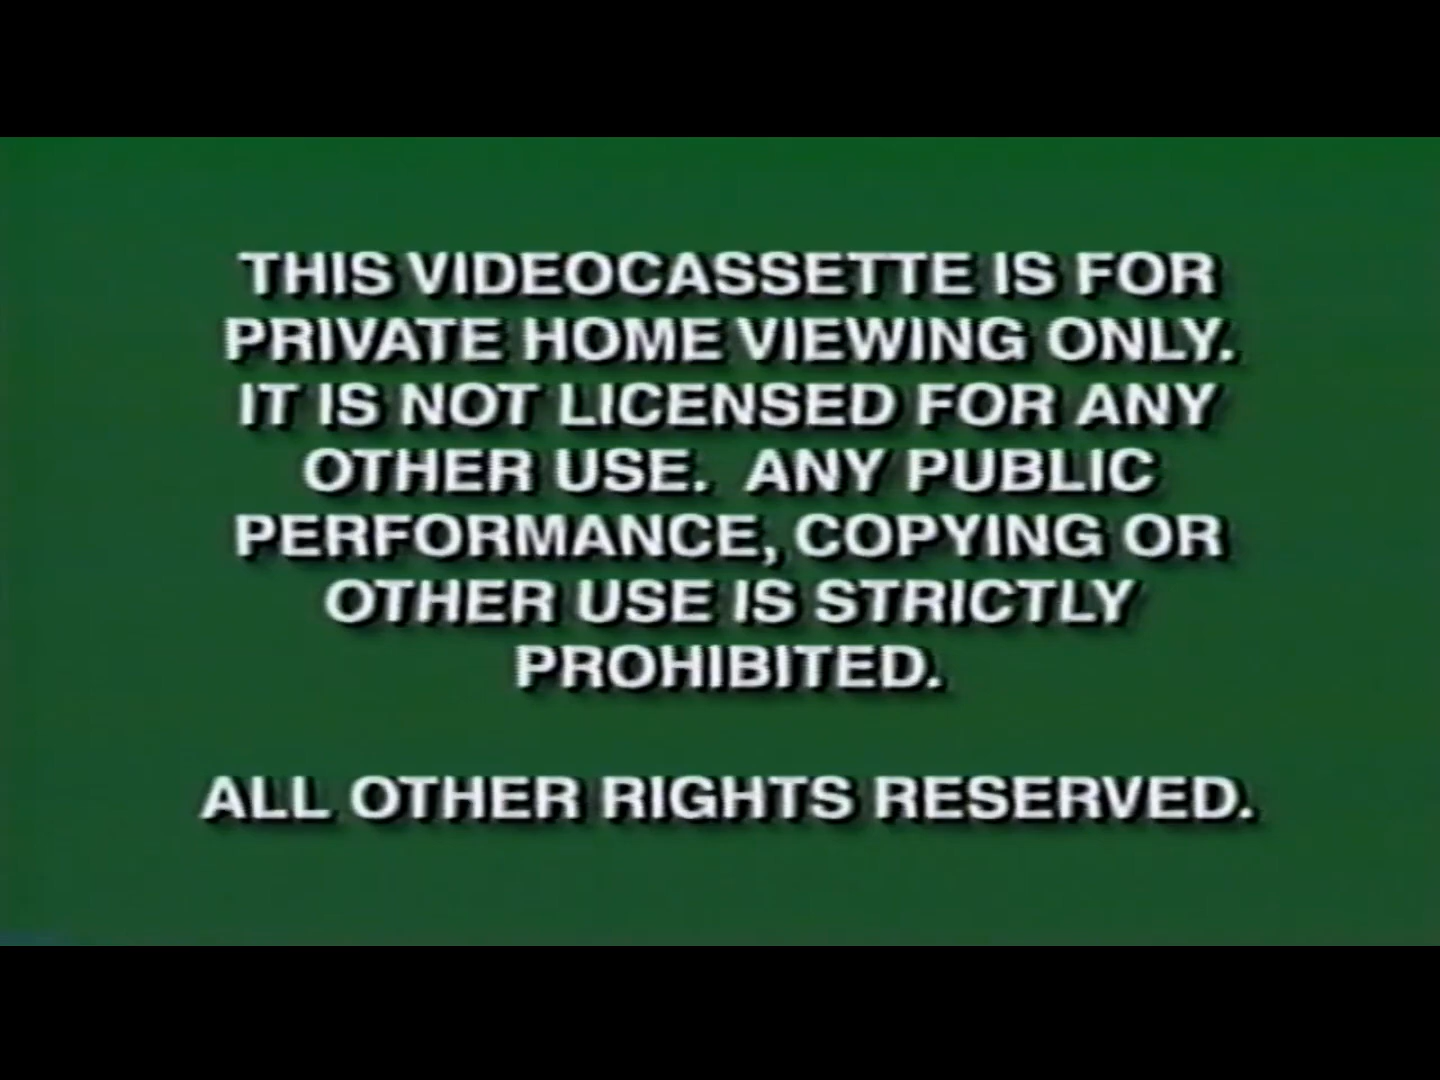 THIS VIDEOCASSETTE IS FOR
PRIVATE HOME VIEWING ONLY.
IT IS NOT LICENSED FOR ANY
OTHER USE.  ANY PUBLIC
PERFORMANCE, COPYING OR
OTHER USE IS STRICTLY
PROHIBITED.
ALL OTHER RIGHTS RESERVED.